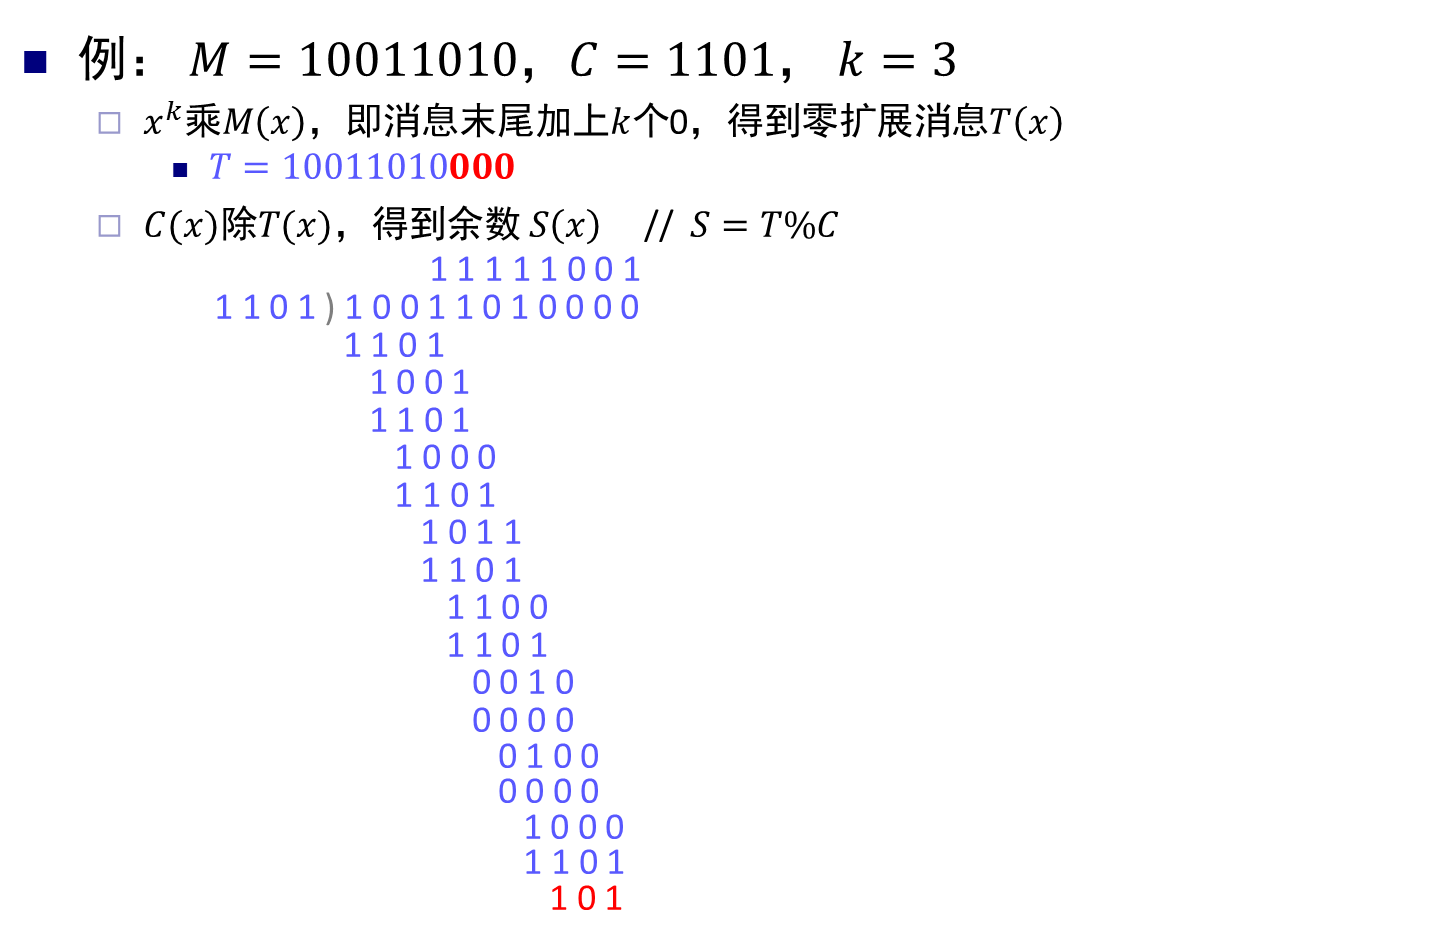 例： M = 10011010，C = 1101， k = 3
x^k乘M(x)，即消息末尾加上k个0，得到零扩展消息T(x)
T = 10011010000
C(x)除T(x)，得到余数 S(x) // S = T%C
1 1 1 1 1 0 0 1
1 1 0 1 ) 1 0 0 1 1 0 1 0 0 0 0
1 1 0 1
1 0 0 1
1 1 0 1
1 0 0 0
1 1 0 1
1 0 1 1
1 1 0 1
1 1 0 0
1 1 0 1
0 0 1 0
0 0 0 0
0 1 0 0
0 0 0 0
1 0 0 0
1 1 0 1
1 0 1